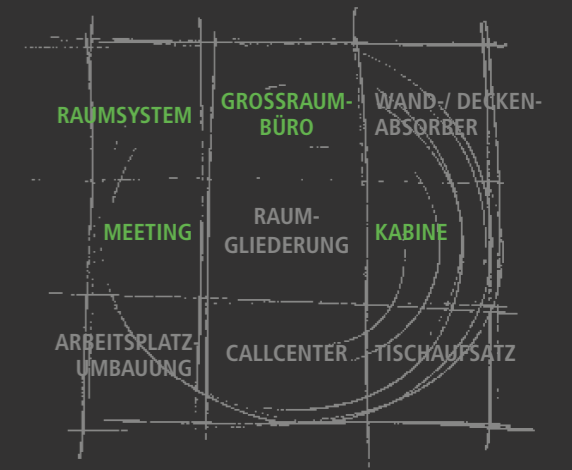 RAUMSYSTEM
GROSSRAUM-
BÜRO
WAND-/ DECKEN-
ABSORBER
MEETING
RAUM-
GLIEDERUNG
KABINE
ARBEITSPLATZ-
UMBAUUNG
CALLCENTER
TISCHAUFSATZ